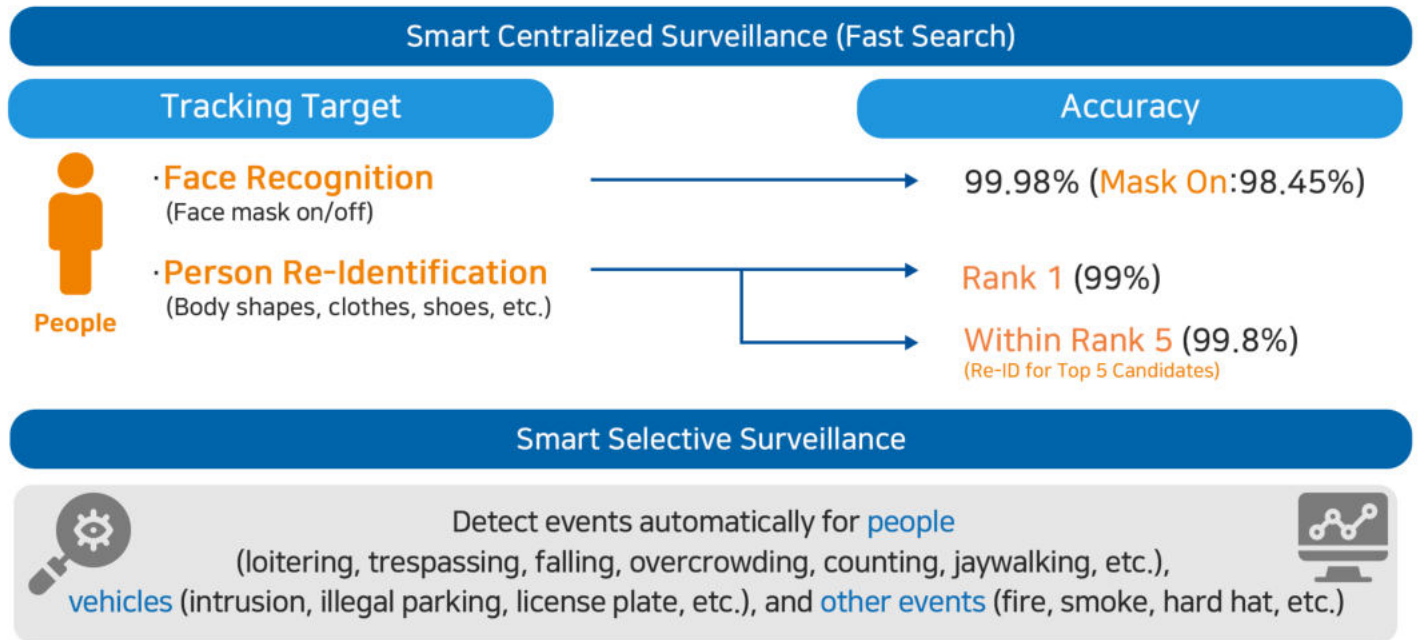 Smart Centralized Surveillance (Fast Search)
Tracking Target
Accuracy
·Face Recognition
(Face mask on/off)
99.98% (Mask On:98.45%)
·Person Re-Identification
(Body shapes, clothes, shoes, etc.)
Rank 1 (99%)
People
Within Rank 5 (99.8%)
(Re-ID for Top 5 Candidates)
Smart Selective Surveillance
Detect events automatically for people
(loitering, trespassing, falling, overcrowding, counting, jaywalking, etc.),
vehicles (intrusion, illegal parking, license plate, etc.), and other events (fire, smoke, hard hat, etc.)